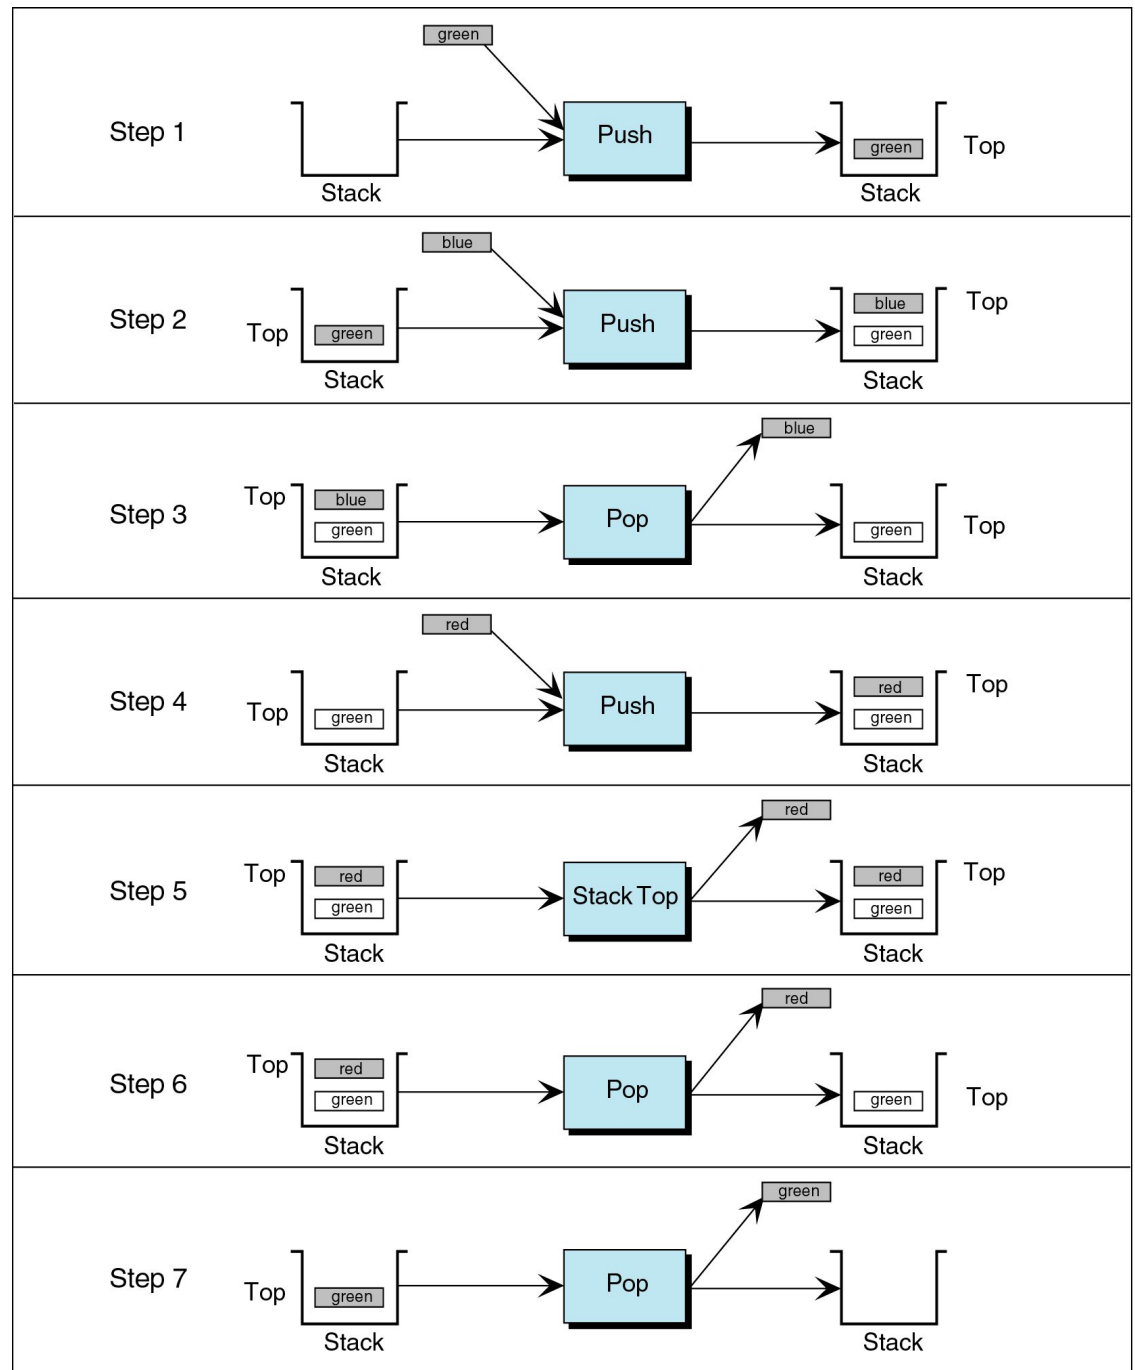 green
Step 1
Push
green
Top
Stack
Stack
blue
Step 2
Top
green
Push
blue
green
Top
Stack
Stack
blue
Step 3
Top
blue
green
Pop
green
Top
Stack
Stack
red
Step 4
Top
green
Push
red
green
Top
Stack
Stack
red
Step 5
Top
red
green
Stack Top
red
green
Top
Stack
Stack
red
Step 6
Top
red
green
Pop
green
Top
Stack
green
Step 7
Top
green
Pop
Stack
Stack